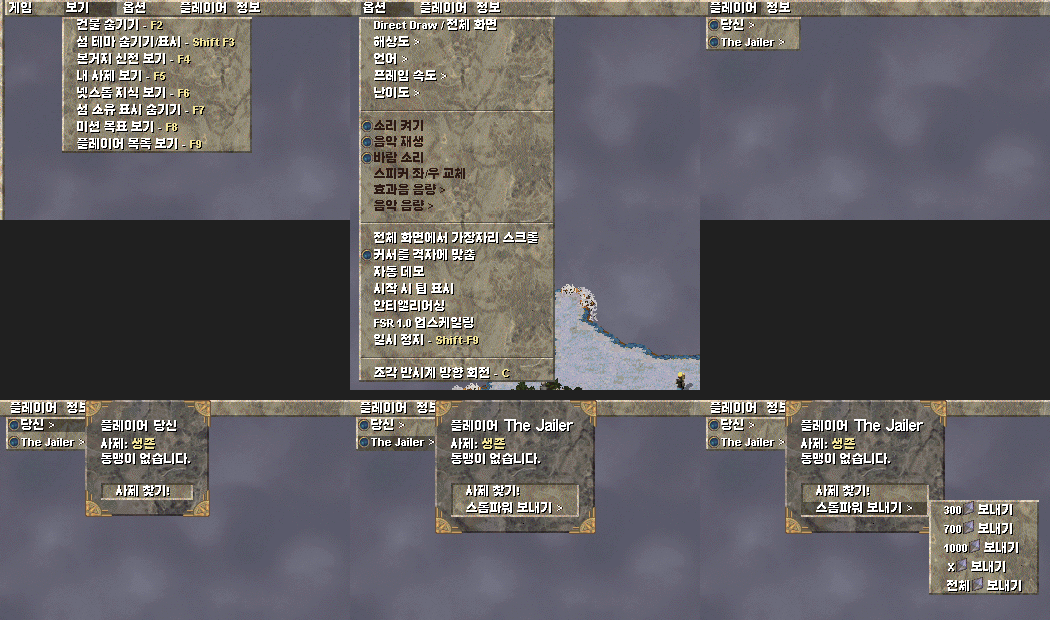 게임 보기 옵션 플레이어 정보
건물 숨기기 - F2
섬 테마 숨기기/표시 - Shift F3
본거지 신전 보기 - F4
내 사제 보기 - F5
넷스톰 지식 보기 - F6
섬 소유 표시 숨기기 - F7
미션 목표 보기 - F8
플레이어 목록 보기 - F9
옵션 플레이어 정보
Direct Draw / 전체 화면
해상도 >
언어 >
프레임 속도 >
난이도 >
소리 켜기
음악 재생
바람 소리
스피커 좌/우 교체
효과음 음량 >
음악 음량 >
전체 화면에서 가장자리 스크롤
커서를 격자에 맞춤
자동 데모
시작 시 팁 표시
안티앨리어싱
FSR 1.0 업스케일링
일시 정지 - Shift-F9
조각 반시계 방향 회전 - C
플레이어 정보
당신 >
The Jailer >
플레이어 정보
당신 >
The Jailer >
플레이어 당신
사제: 생존
동맹이 없습니다.
사제 찾기!
플레이어 정보
당신 >
The Jailer >
플레이어 The Jailer
사제: 생존
동맹이 없습니다.
사제 찾기!
스톰파워 보내기 >
플레이어 정보
당신 >
The Jailer >
플레이어 The Jailer
사제: 생존
동맹이 없습니다.
사제 찾기!
스톰파워 보내기 >
300 보내기
700 보내기
1000 보내기
X 보내기
전체 보내기